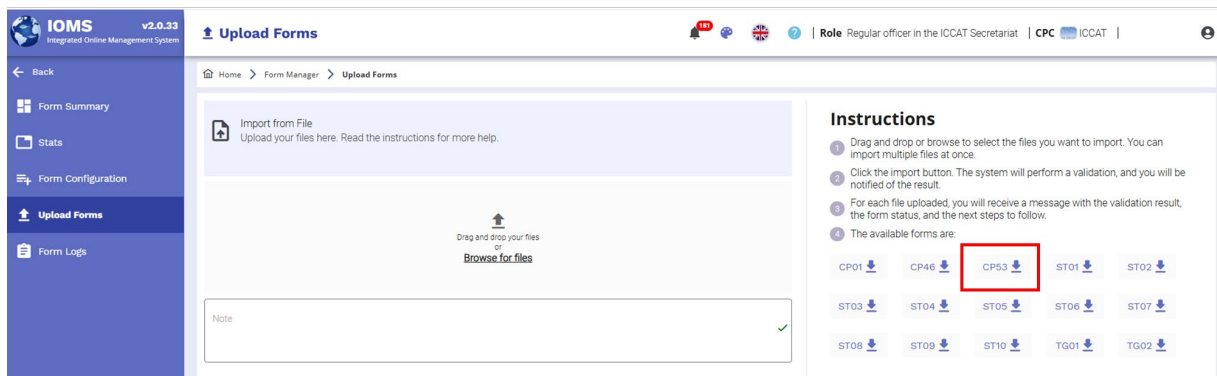 IOMS v2.0.33
Integrated Online Management System
Upload Forms
181
Role Regular officer in the ICCAT Secretariat | CPC ICCAT |
Back
Form Summary
Stats
Form Configuration
Upload Forms
Form Logs
Home > Form Manager > Upload Forms
Import from File
Upload your files here. Read the instructions for more help.
Drag and drop your files
or
Browse for files
Note
Instructions
1 Drag and drop or browse to select the files you want to import. You can
import multiple files at once.
2 Click the import button. The system will perform a validation, and you will be
notified of the result.
3 For each file uploaded, you will receive a message with the validation result,
the form status, and the next steps to follow.
4 The available forms are:
CP01 CP46 CP53 ST01 ST02
ST03 ST04 ST05 ST06 ST07
ST08 ST09 ST10 TG01 TG02